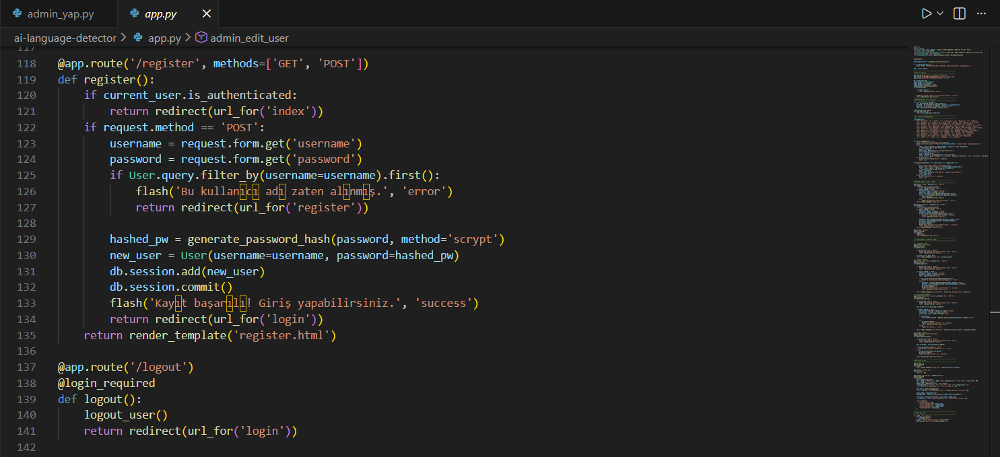 admin_yap.py
app.py
ai-language-detector > app.py > admin_edit_user
117
118 @app.route('/register', methods=['GET', 'POST'])
119 def register():
120     if current_user.is_authenticated:
121         return redirect(url_for('index'))
122     if request.method == 'POST':
123         username = request.form.get('username')
124         password = request.form.get('password')
125         if User.query.filter_by(username=username).first():
126             flash('Bu kullanıcı adı zaten alınmış.', 'error')
127             return redirect(url_for('register'))
128
129         hashed_pw = generate_password_hash(password, method='scrypt')
130         new_user = User(username=username, password=hashed_pw)
131         db.session.add(new_user)
132         db.session.commit()
133         flash('Kayıt başarılı! Giriş yapabilirsiniz.', 'success')
134         return redirect(url_for('login'))
135     return render_template('register.html')
136
137 @app.route('/logout')
138 @login_required
139 def logout():
140     logout_user()
141     return redirect(url_for('login'))
142